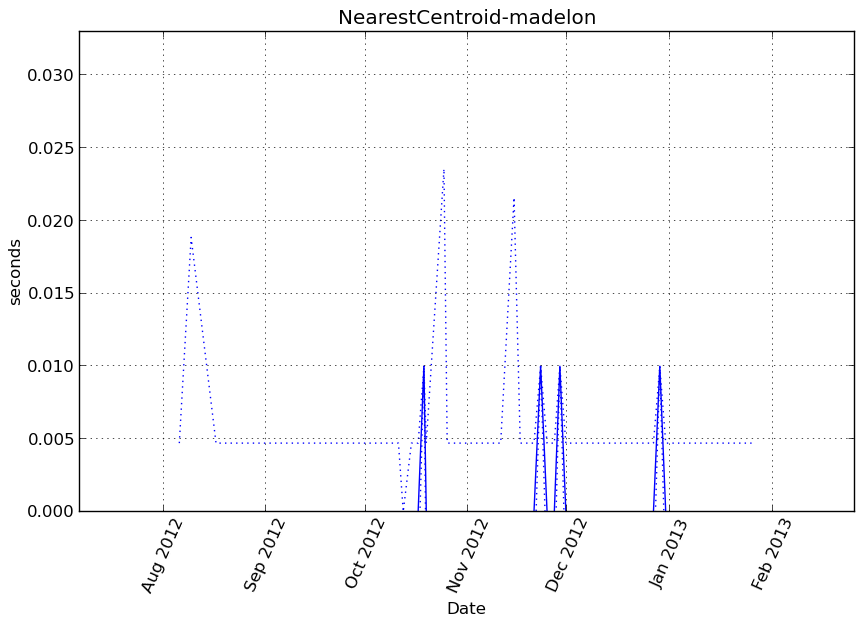 NearestCentroid-madelon
0.030
0.025
0.020
0.015
0.010
0.005
0.000
seconds
Aug 2012
Sep 2012
Oct 2012
Nov 2012
Dec 2012
Jan 2013
Feb 2013
Date